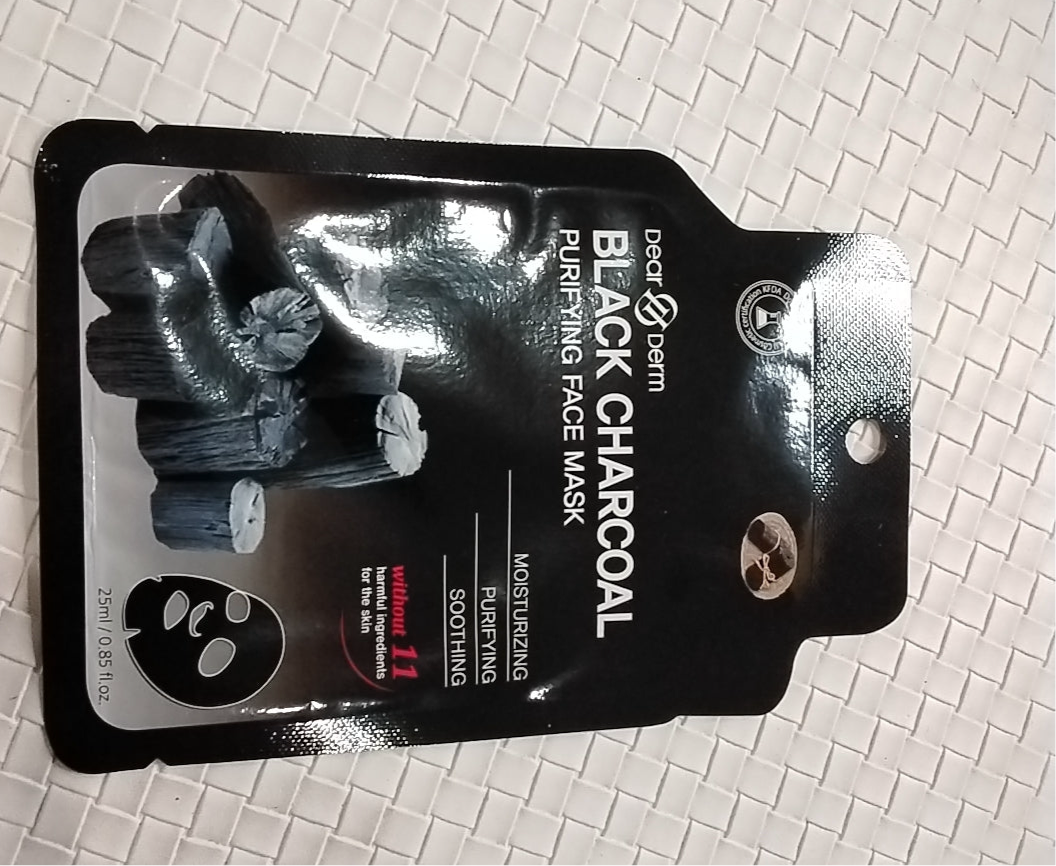 Dear Derm
BLACK CHARCOAL
PURIFYING FACE MASK
MOISTURIZING
PURIFYING
SOOTHING
without 11
harmful ingredients
for the skin
25ml / 0.85 fl.oz.